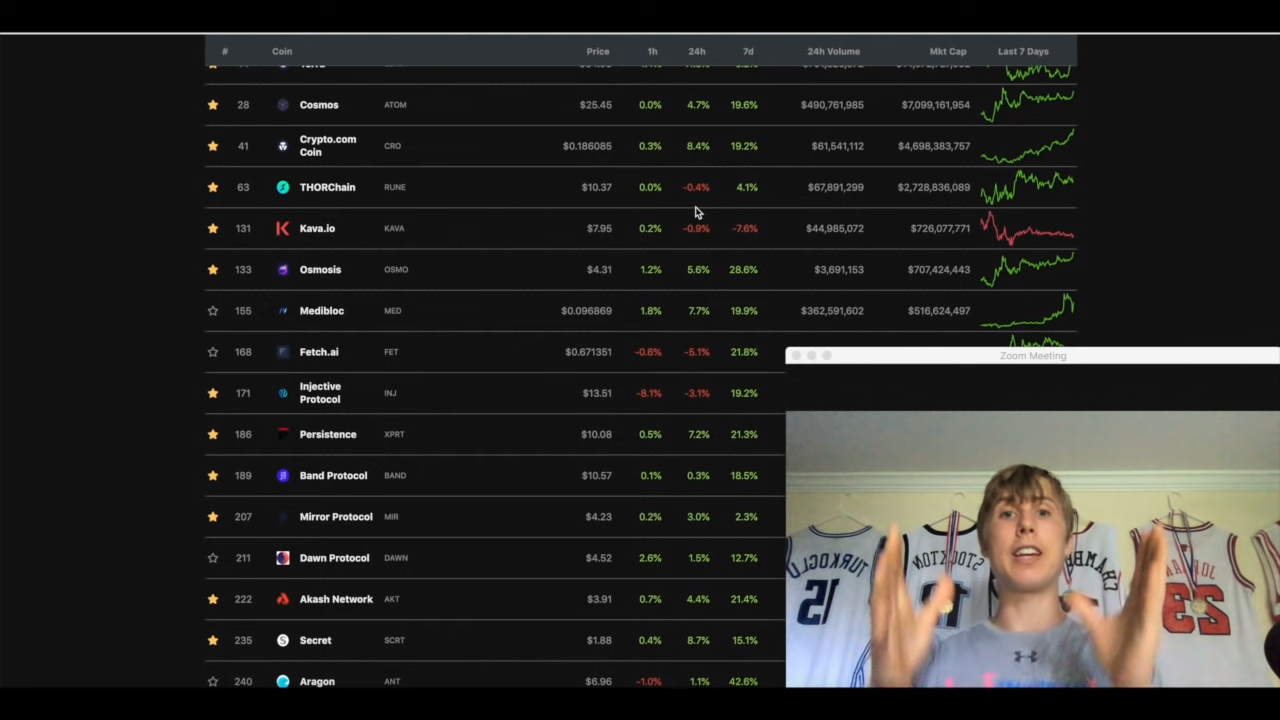 # Coin Price 1h 24h 7d 24h Volume Mkt Cap Last 7 Days
28 Cosmos ATOM $25.45 0.0% 4.7% 19.6% $490,761,985 $7,099,161,954
41 Crypto.com Coin CRO $0.186085 0.3% 8.4% 19.2% $61,541,112 $4,698,383,757
63 THORChain RUNE $10.37 0.0% -0.4% 4.1% $67,891,299 $2,728,836,089
131 Kava.io KAVA $7.95 0.2% -0.9% -7.6% $44,985,072 $726,077,771
133 Osmosis OSMO $4.31 1.2% 5.6% 28.6% $3,691,153 $707,424,443
155 Medibloc MED $0.096869 1.8% 7.7% 19.9% $362,591,602 $516,624,497
168 Fetch.ai FET $0.671351 -0.6% -5.1% 21.8%
Zoom Meeting
171 Injective Protocol INJ $13.51 -8.1% -3.1% 19.2%
186 Persistence XPRT $10.08 0.5% 7.2% 21.3%
189 Band Protocol BAND $10.57 0.1% 0.3% 18.5%
207 Mirror Protocol MIR $4.23 0.2% 3.0% 2.3%
211 Dawn Protocol DAWN $4.52 2.6% 1.5% 12.7%
222 Akash Network AKT $3.91 0.7% 4.4% 21.4%
235 Secret SCRT $1.88 0.4% 8.7% 15.1%
240 Aragon ANT $6.96 -1.0% 1.1% 42.6%
TURKOGLU
15
STOCKTON
12
23